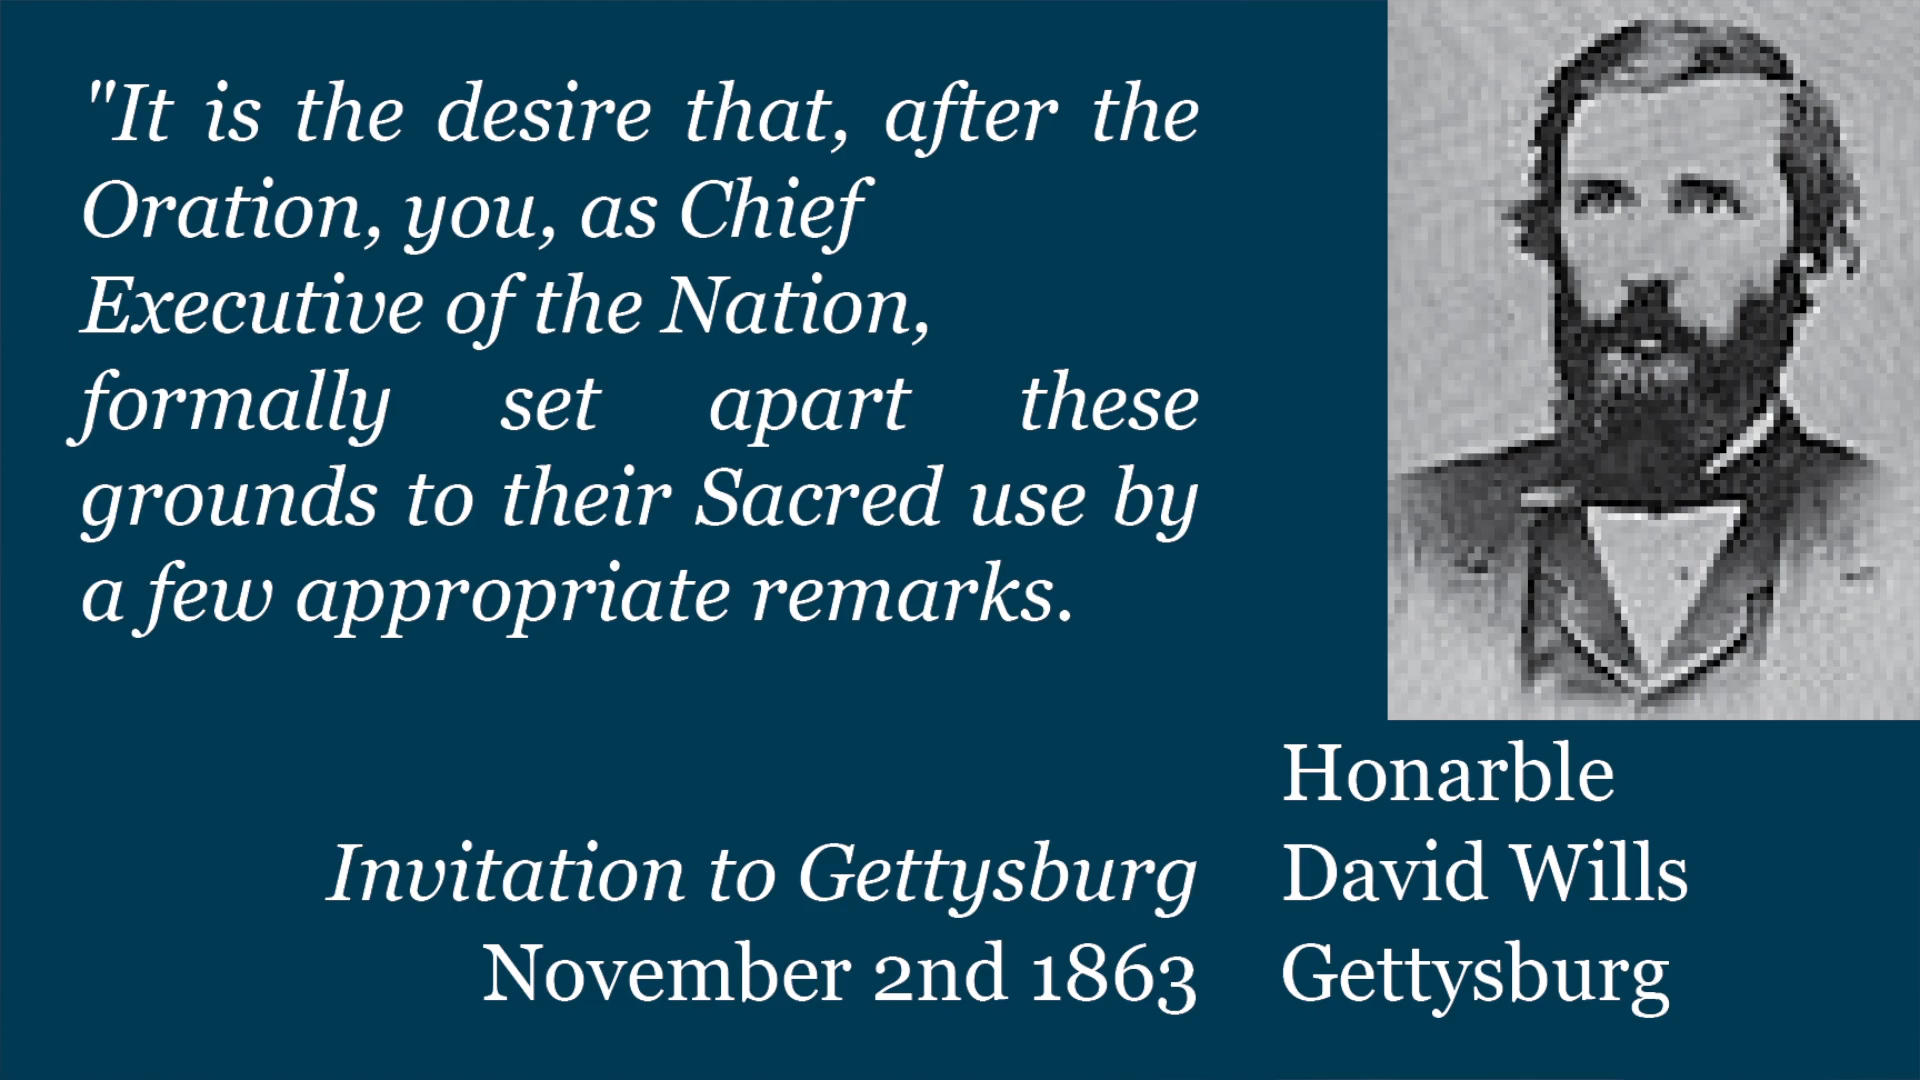 "It is the desire that, after the
Oration, you, as Chief
Executive of the Nation,
formally set apart these
grounds to their Sacred use by
a few appropriate remarks.
Invitation to Gettysburg
November 2nd 1863
Honarble
David Wills
Gettysburg